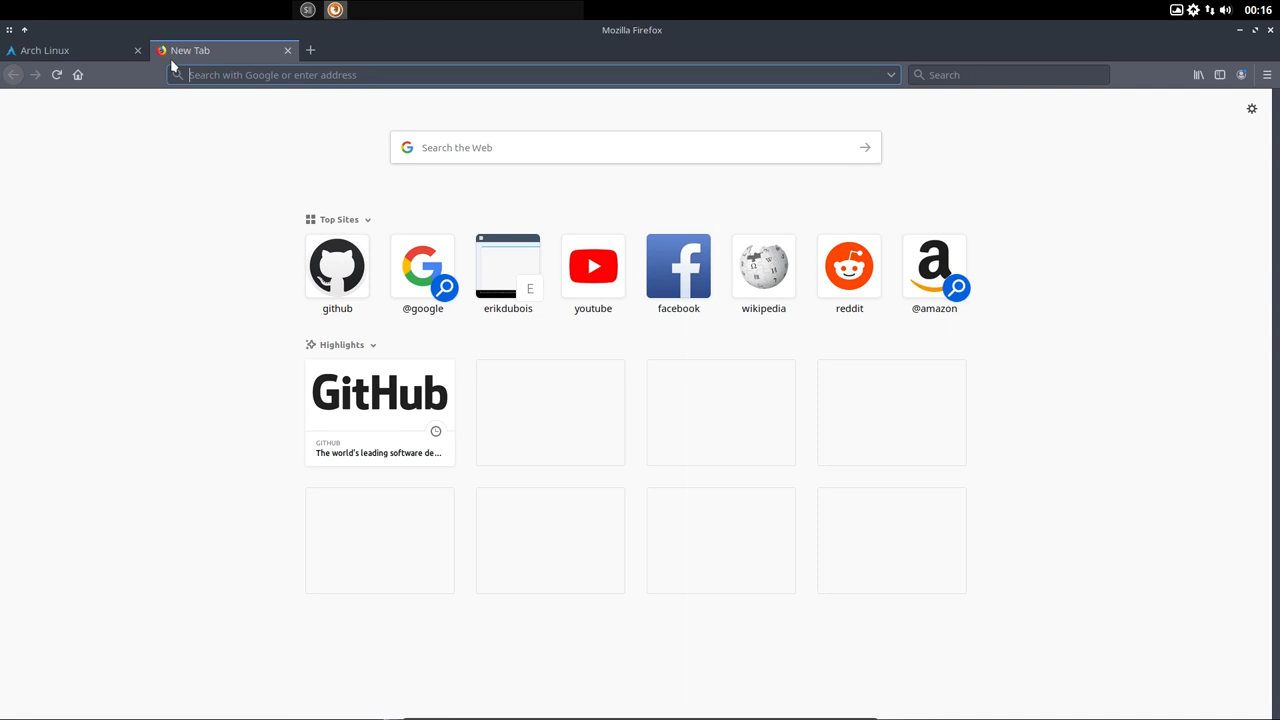 00:16
Mozilla Firefox
Arch Linux
New Tab
Search with Google or enter address
Search
Search the Web
Top Sites
E
github
@google
erikdubois
youtube
facebook
wikipedia
reddit
@amazon
Highlights
GitHub
GITHUB
The world's leading software de...